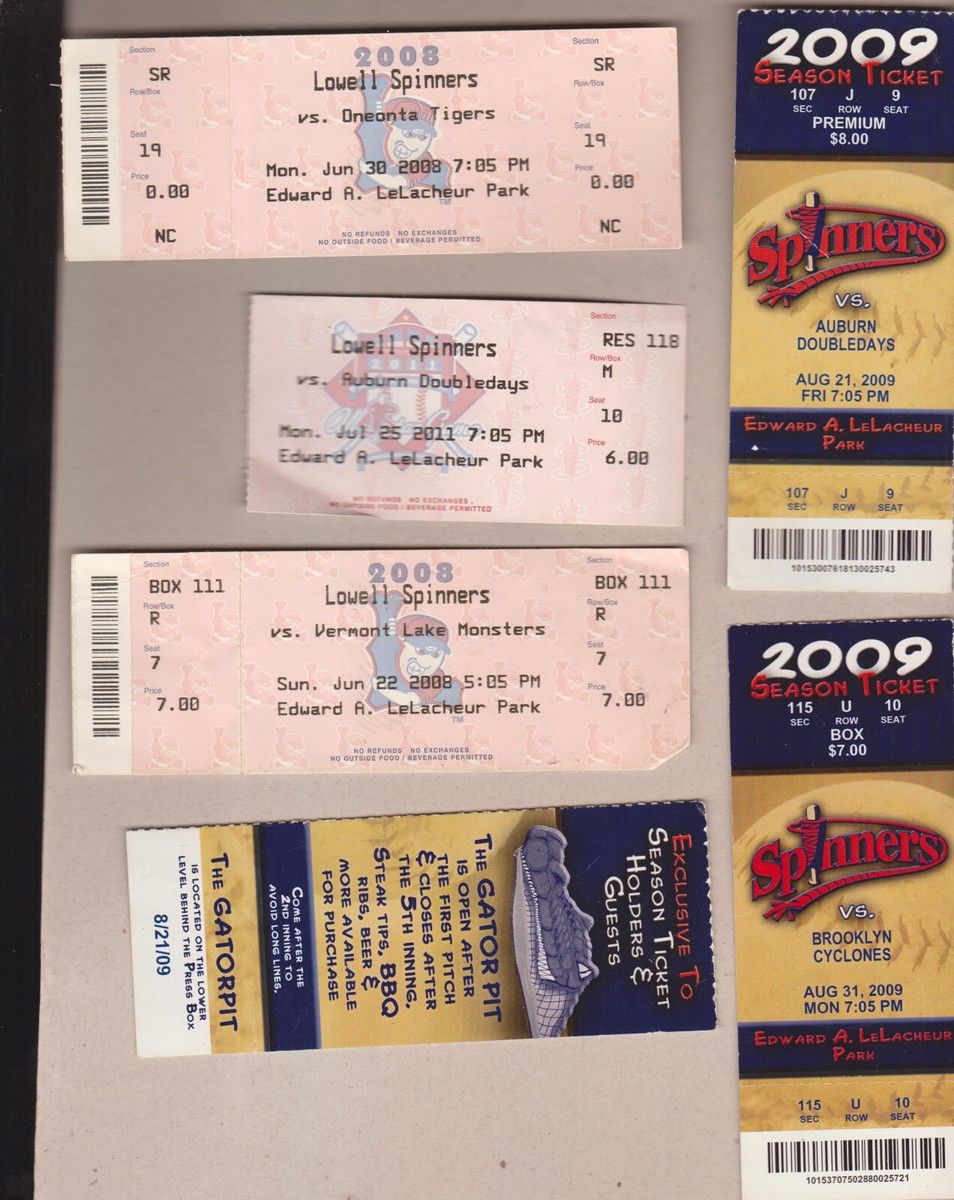 Section
SR
Row/Box
Seat
19
Price
0.00
NC
2008
Lowell Spinners
vs. Oneonta Tigers
Mon. Jun 30 2008 7:05 PM
Edward A. LeLacheur Park
TM
NO REFUNDS NO EXCHANGES
NO OUTSIDE FOOD / BEVERAGE PERMITTED
Section
SR
Row/Box
Seat
19
Price
0.00
NC
Lowell Spinners
2011
vs. Auburn Doubledays
Mon. Jul 25 2011 7:05 PM
Edward A. LeLacheur Park
NO REFUNDS NO EXCHANGES
NO OUTSIDE FOOD / BEVERAGE PERMITTED
Section
RES 118
Row/Box
M
Seat
10
Price
6.00
Section
BOX 111
Row/Box
R
Seat
7
Price
7.00
2008
Lowell Spinners
vs. Vermont Lake Monsters
Sun. Jun 22 2008 5:05 PM
Edward A. LeLacheur Park
TM
NO REFUNDS NO EXCHANGES
NO OUTSIDE FOOD / BEVERAGE PERMITTED
Section
BOX 111
Row/Box
R
Seat
7
Price
7.00
EXCLUSIVE TO
SEASON TICKET
HOLDERS &
GUESTS
THE GATOR PIT
IS OPEN AFTER
THE FIRST PITCH
& CLOSES AFTER
THE 5TH INNING.
STEAK TIPS, BBQ
RIBS, BEER &
MORE AVAILABLE
FOR PURCHASE
COME AFTER THE
2ND INNING TO
AVOID LONG LINES.
THE GATORPIT
IS LOCATED ON THE LOWER
LEVEL BEHIND THE PRESS BOX
8/21/09
2009
SEASON TICKET
107 J 9
SEC ROW SEAT
PREMIUM
$8.00
Spinners
VS.
AUBURN
DOUBLEDAYS
AUG 21, 2009
FRI 7:05 PM
EDWARD A. LELACHEUR
PARK
107 J 9
SEC ROW SEAT
10153007618130025743
2009
SEASON TICKET
115 U 10
SEC ROW SEAT
BOX
$7.00
Spinners
VS.
BROOKLYN
CYCLONES
AUG 31, 2009
MON 7:05 PM
EDWARD A. LELACHEUR
PARK
115 U 10
SEC ROW SEAT
10153707502880025721